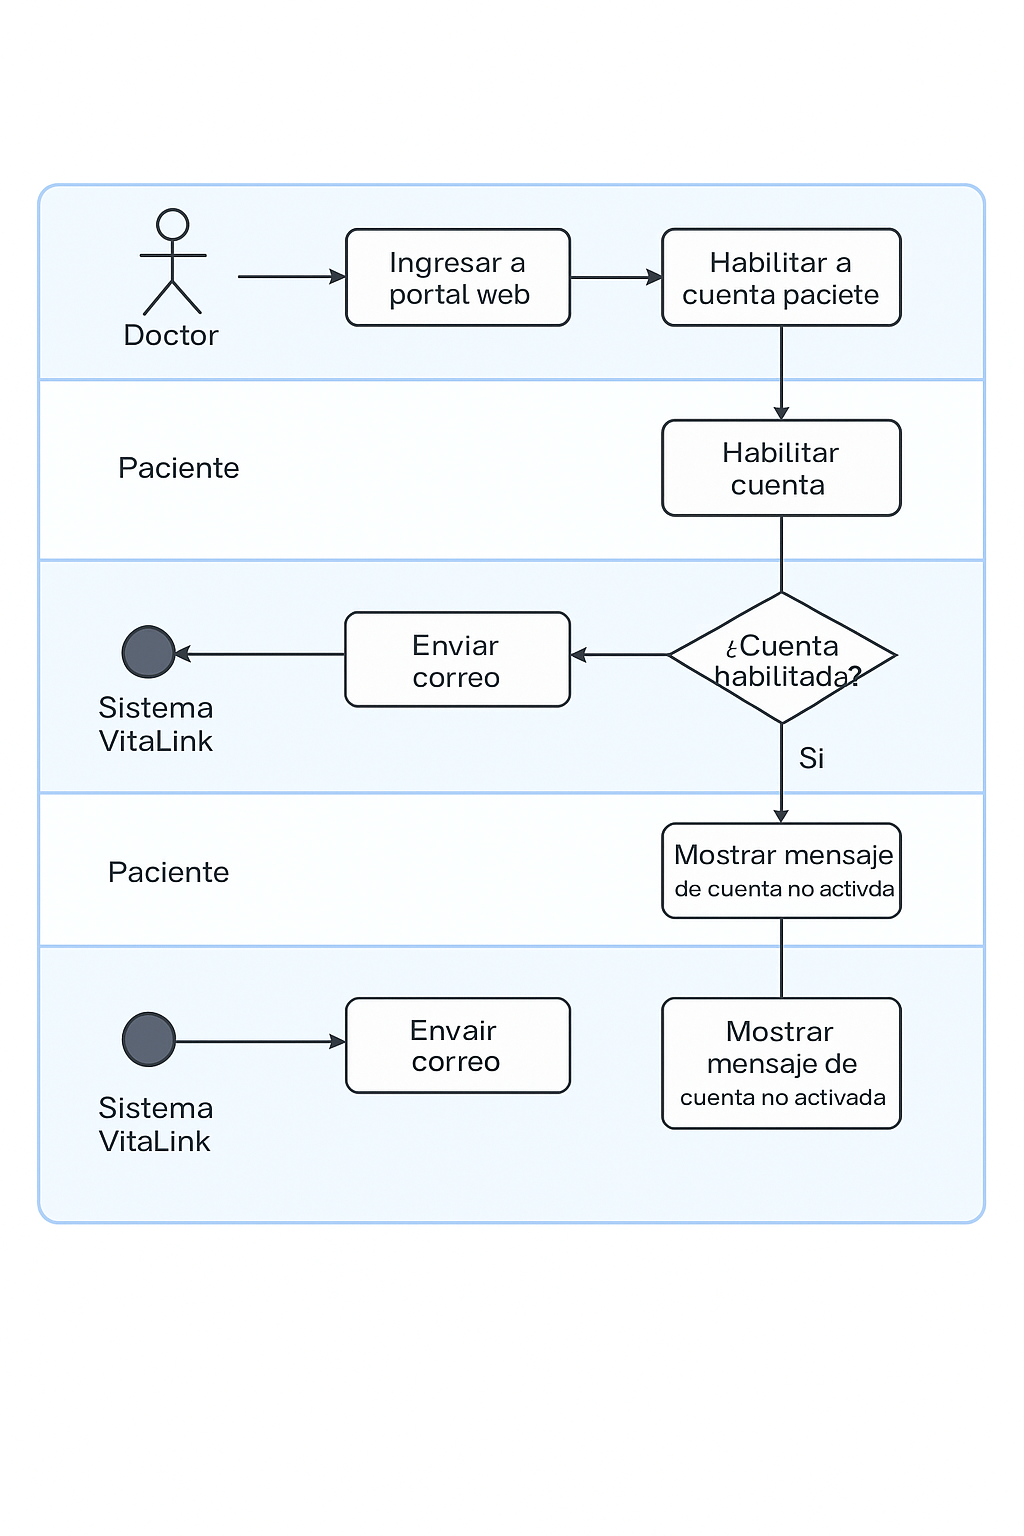 Doctor
Ingresar a
portal web
Habilitar a
cuenta paciete
Paciente
Habilitar
cuenta
Sistema
VitaLink
Enviar
correo
¿Cuenta
habilitada?
Si
Paciente
Mostrar mensaje
de cuenta no activda
Sistema
VitaLink
Envair
correo
Mostrar
mensaje de
cuenta no activada